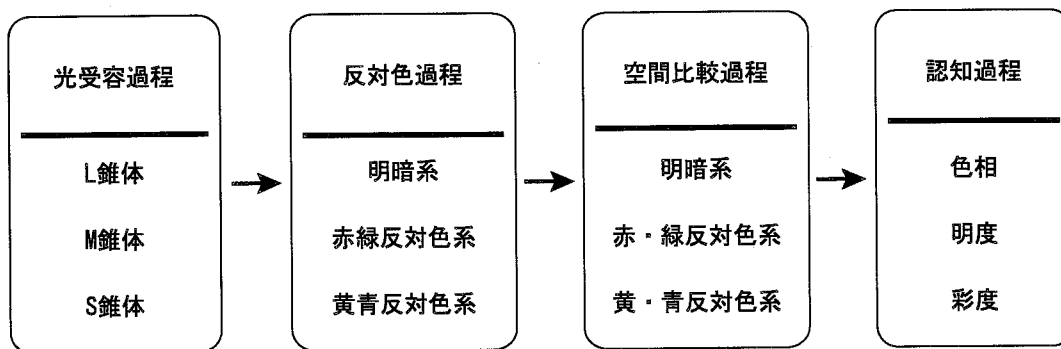 光受容過程
L錐体
M錐体
S錐体
反対色過程
明暗系
赤緑反対色系
黄青反対色系
空間比較過程
明暗系
赤・緑反対色系
黄・青反対色系
認知過程
色相
明度
彩度